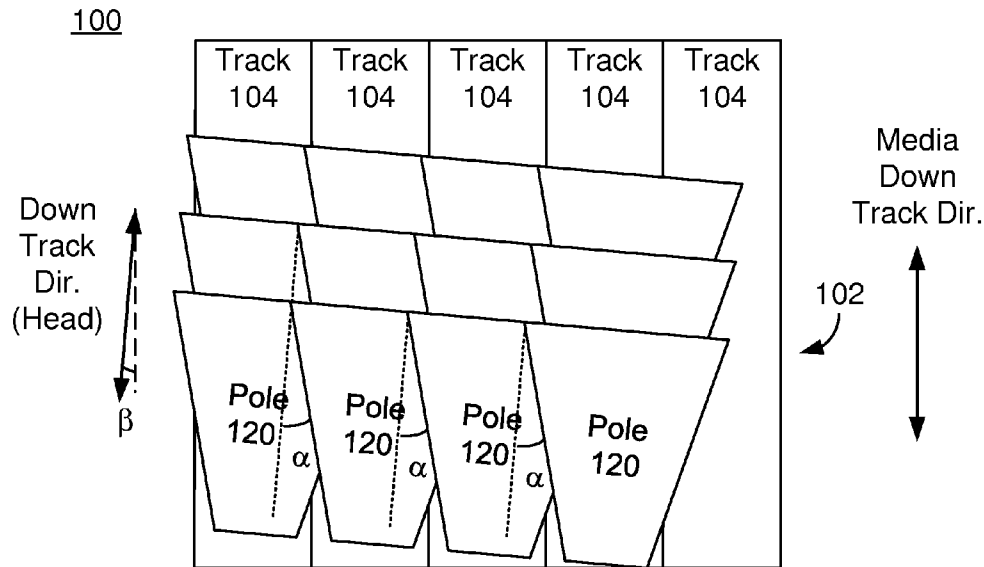 100
Track
104
Track
104
Track
104
Track
104
Track
104
Media
Down
Track Dir.
Down
Track
Dir.
(Head)
β
102
Pole
120
α
Pole
120
α
Pole
120
α
Pole
120